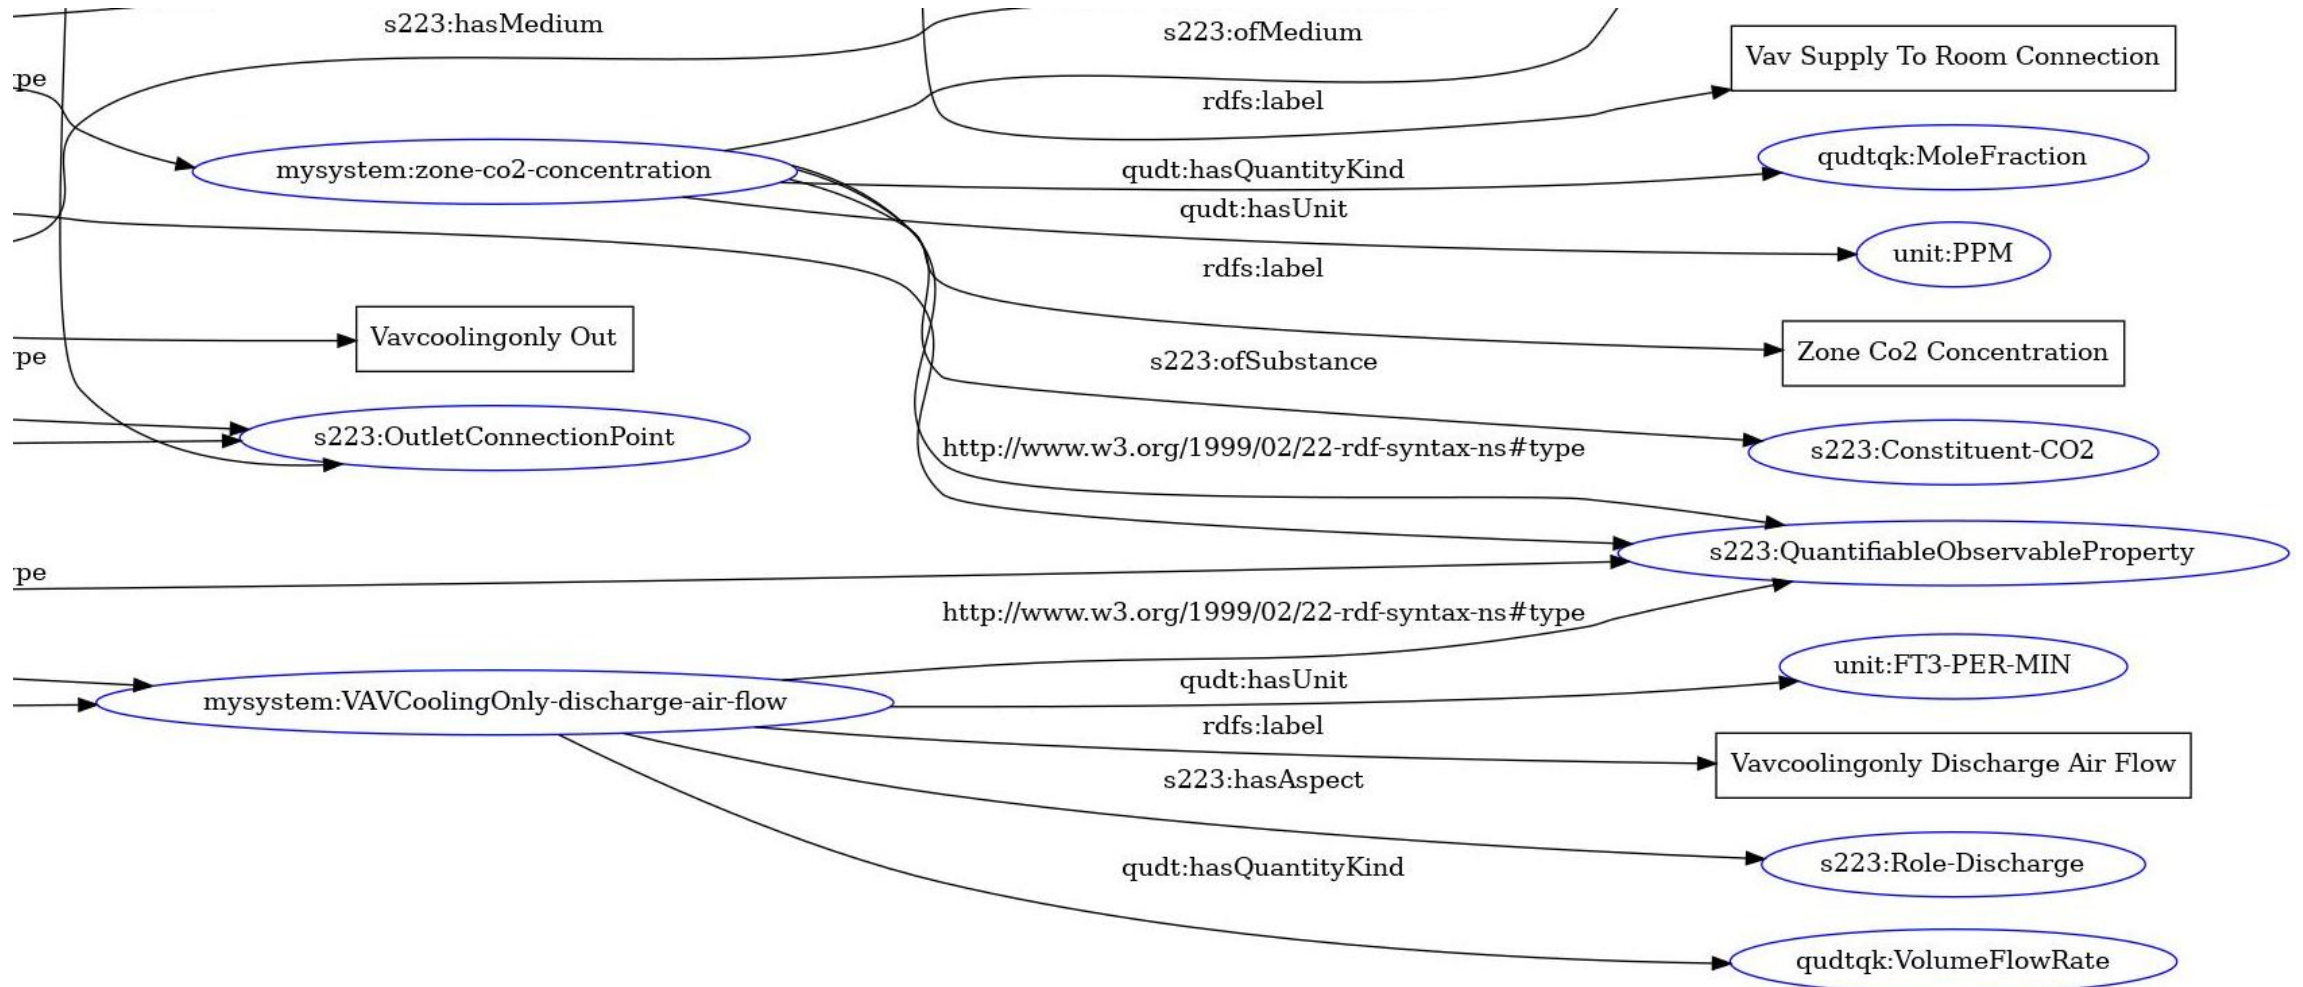 s223:hasMedium
s223:ofMedium
Vav Supply To Room Connection
rdfs:label
mysystem:zone-co2-concentration
qudt:hasQuantityKind
qudtqk:MoleFraction
qudt:hasUnit
unit:PPM
rdfs:label
Vavcoolingonly Out
Zone Co2 Concentration
s223:ofSubstance
s223:OutletConnectionPoint
http://www.w3.org/1999/02/22-rdf-syntax-ns#type
s223:Constituent-CO2
s223:QuantifiableObservableProperty
http://www.w3.org/1999/02/22-rdf-syntax-ns#type
unit:FT3-PER-MIN
qudt:hasUnit
mysystem:VAVCoolingOnly-discharge-air-flow
rdfs:label
Vavcoolingonly Discharge Air Flow
s223:hasAspect
s223:Role-Discharge
qudt:hasQuantityKind
qudtqk:VolumeFlowRate